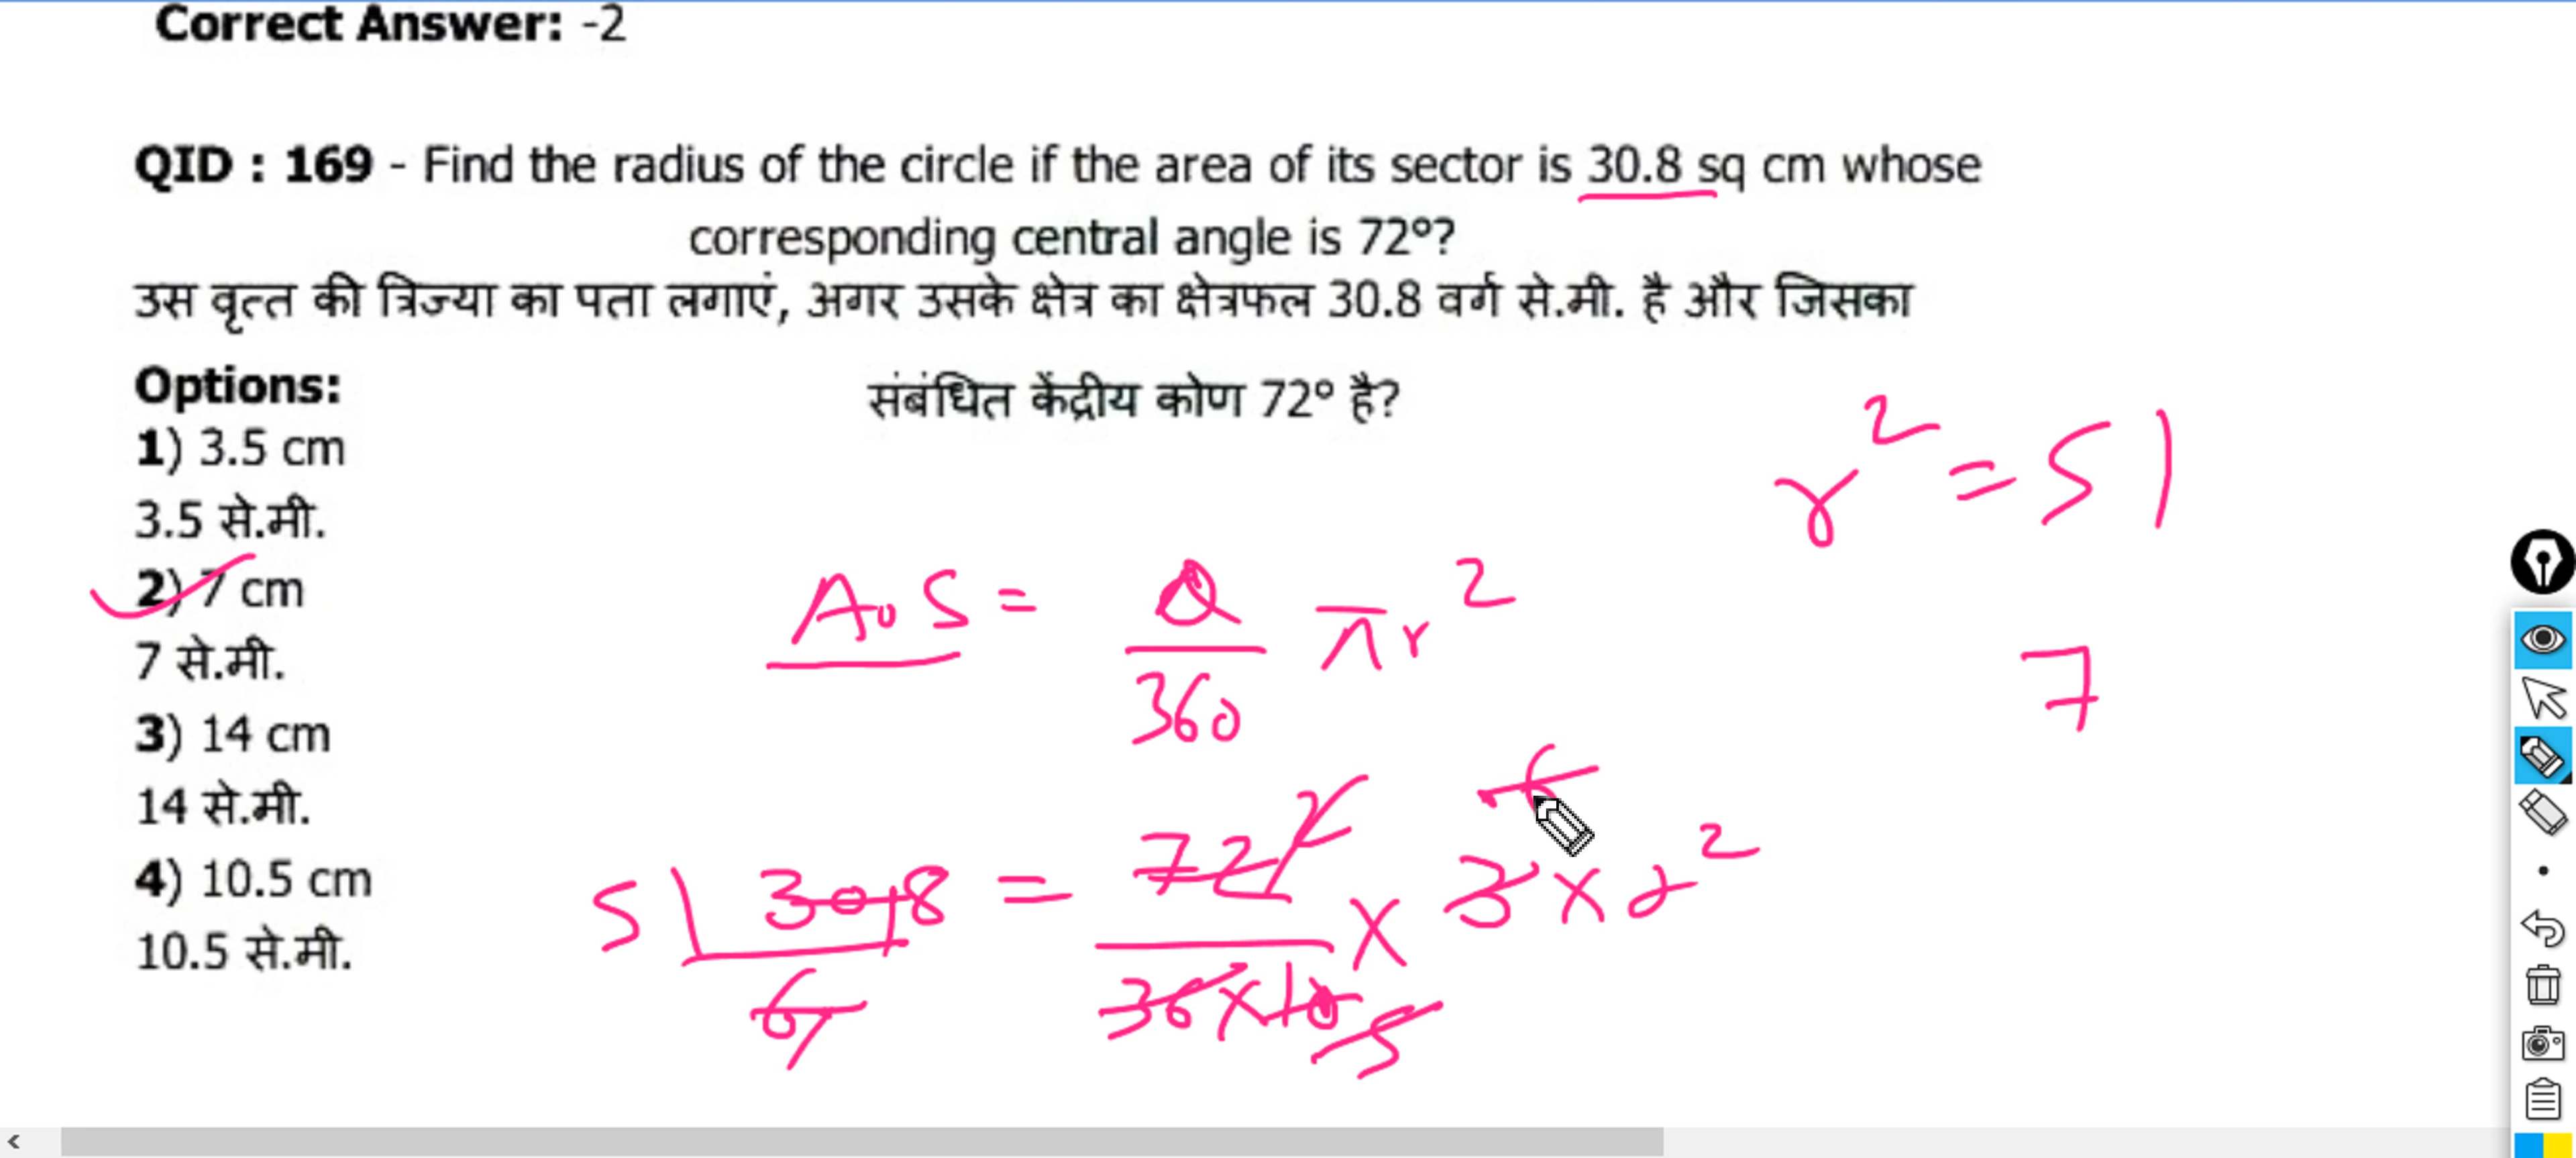 Correct Answer: -2
QID : 169 - Find the radius of the circle if the area of its sector is 30.8 sq cm whose
corresponding central angle is 72º?
उस वृत्त की त्रिज्या का पता लगाएं, अगर उसके क्षेत्र का क्षेत्रफल 30.8 वर्ग से.मी. है और जिसका
संबंधित केंद्रीय कोण 72º है?
Options:
1) 3.5 cm
3.5 से.मी.
2) 7 cm
7 से.मी.
3) 14 cm
14 से.मी.
4) 10.5 cm
10.5 से.मी.
r² = 51
7
AoS = θ/360 πr²